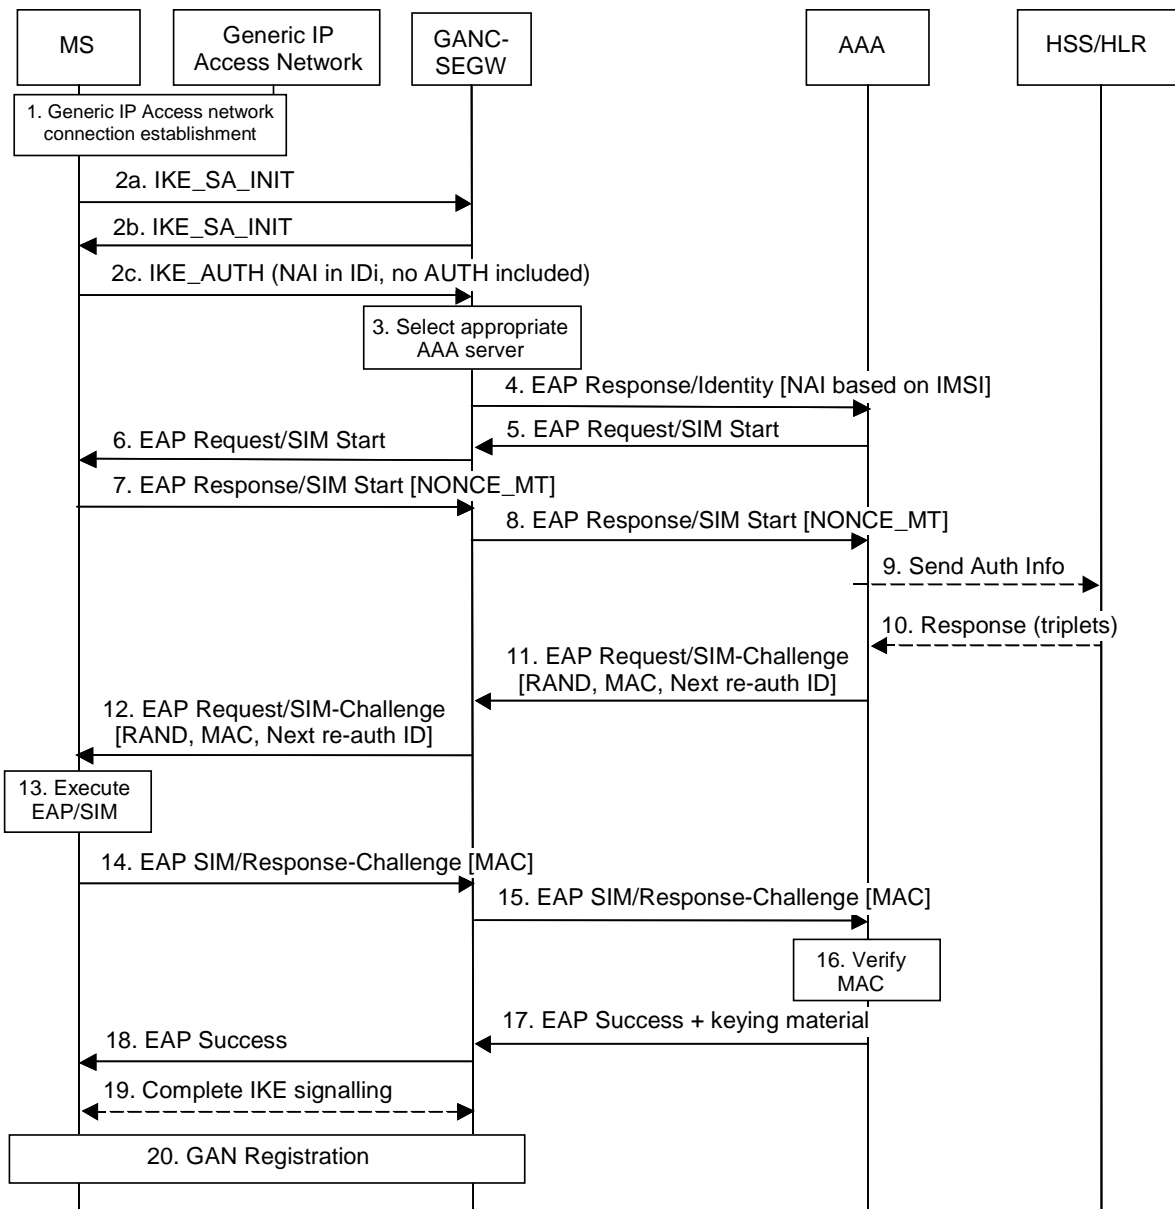 MS
Generic IP
Access Network
GANC-
SEGW
AAA
HSS/HLR
1. Generic IP Access network
connection establishment
2a. IKE_SA_INIT
2b. IKE_SA_INIT
2c. IKE_AUTH (NAI in IDi, no AUTH included)
3. Select appropriate
AAA server
4. EAP Response/Identity [NAI based on IMSI]
5. EAP Request/SIM Start
6. EAP Request/SIM Start
7. EAP Response/SIM Start [NONCE_MT]
8. EAP Response/SIM Start [NONCE_MT]
9. Send Auth Info
10. Response (triplets)
11. EAP Request/SIM-Challenge
[RAND, MAC, Next re-auth ID]
12. EAP Request/SIM-Challenge
[RAND, MAC, Next re-auth ID]
13. Execute
EAP/SIM
14. EAP SIM/Response-Challenge [MAC]
15. EAP SIM/Response-Challenge [MAC]
16. Verify
MAC
17. EAP Success + keying material
18. EAP Success
19. Complete IKE signalling
20. GAN Registration